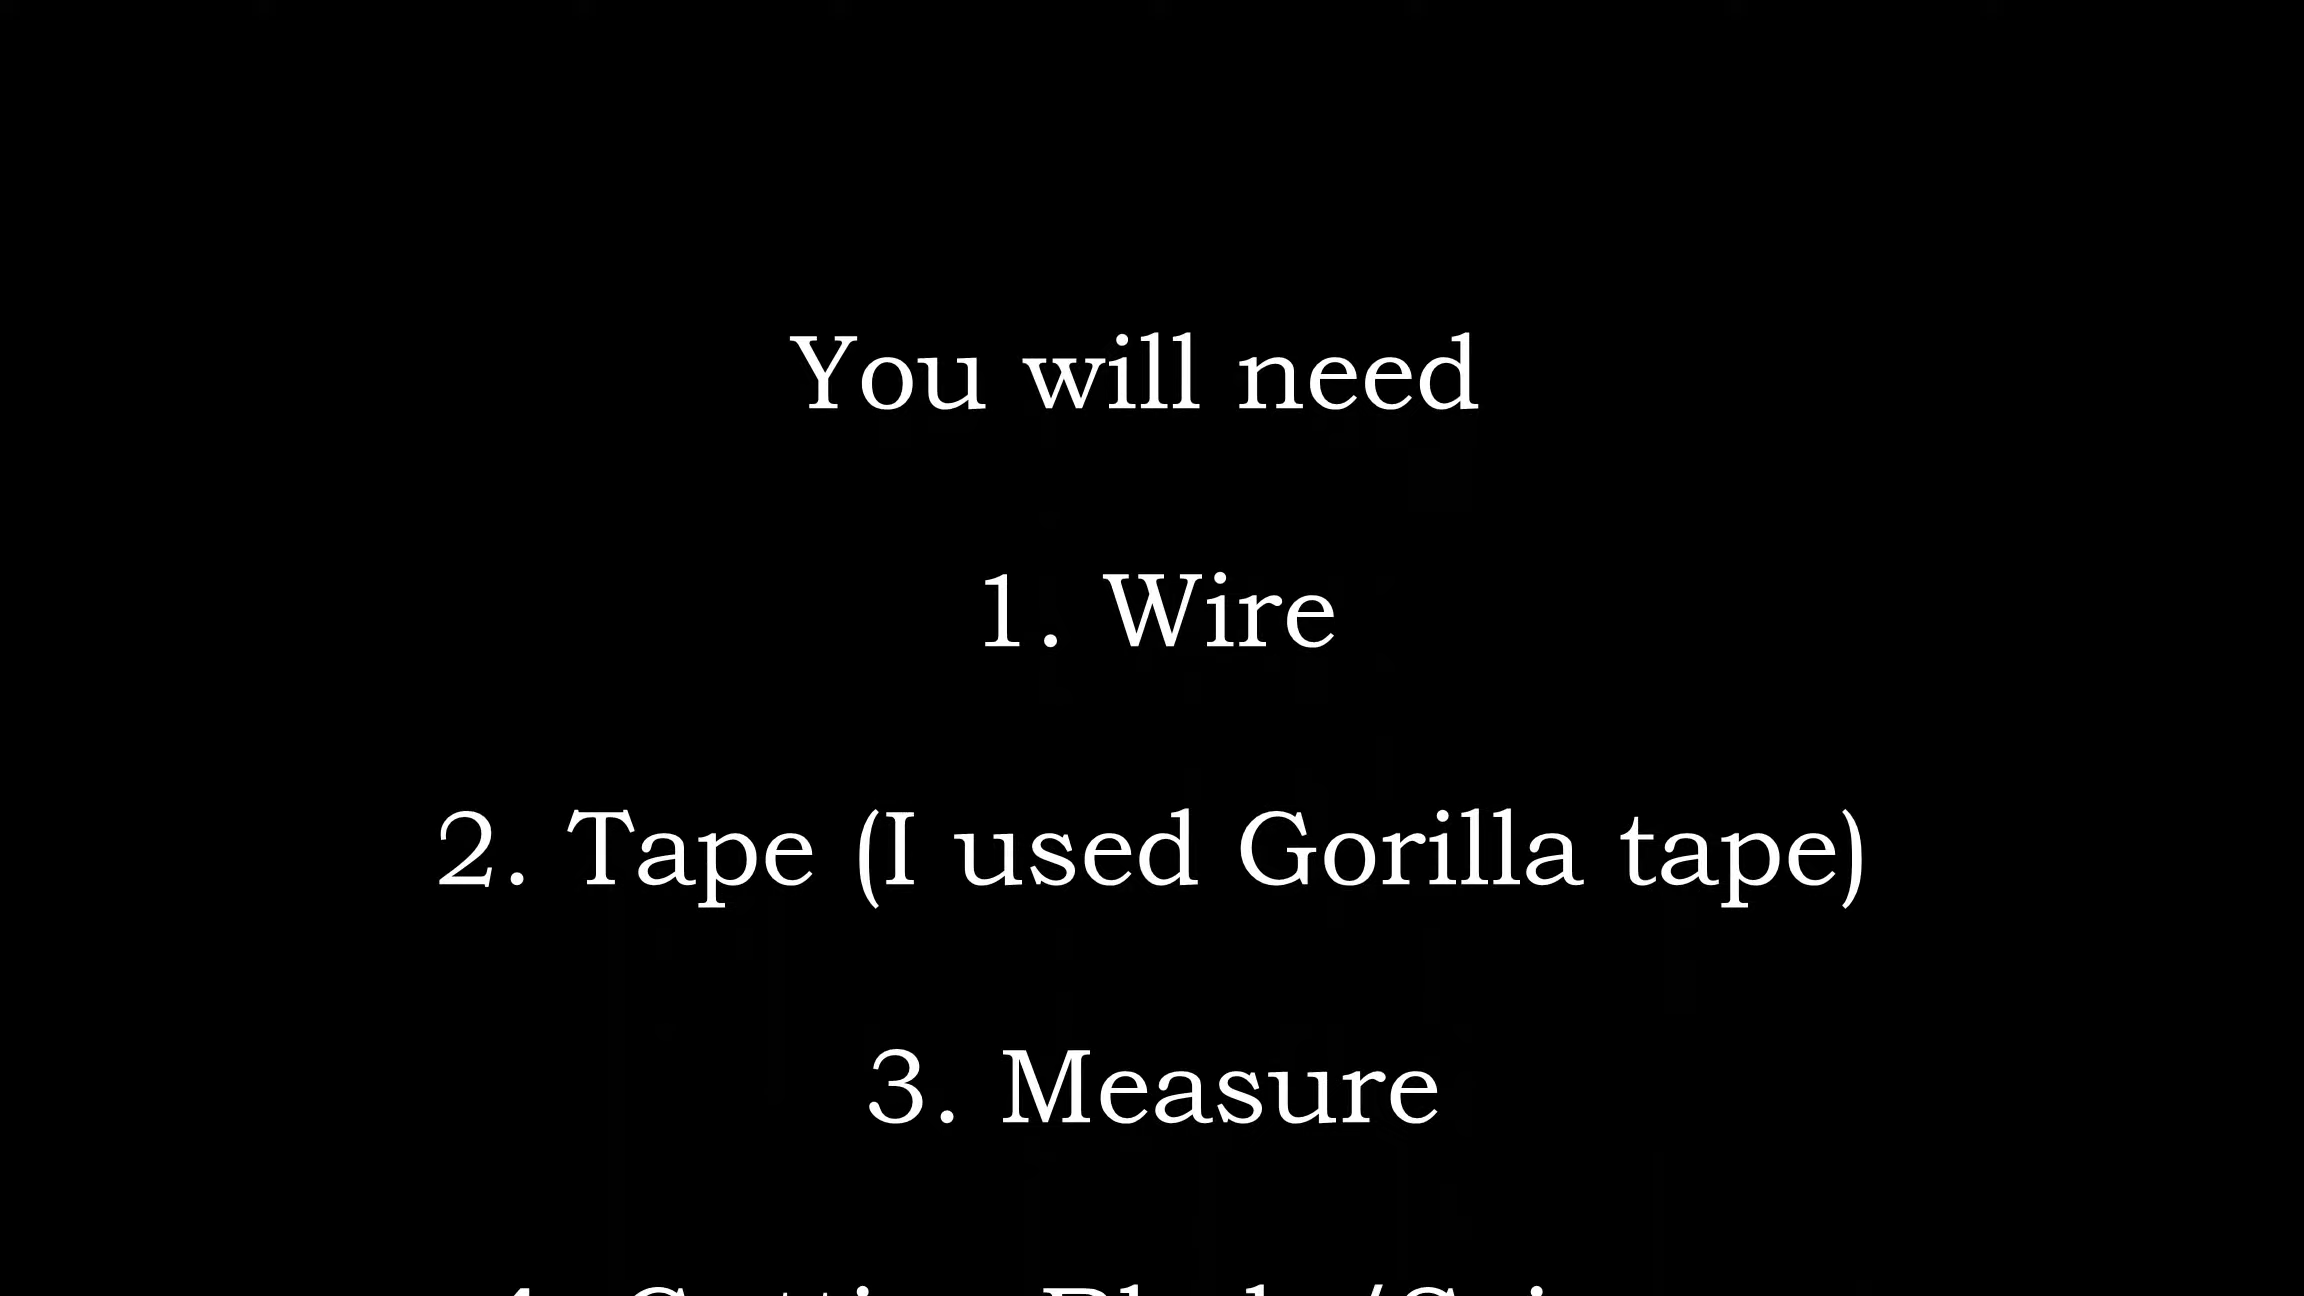 You will need
1. Wire
2. Tape (I used Gorilla tape)
3. Measure